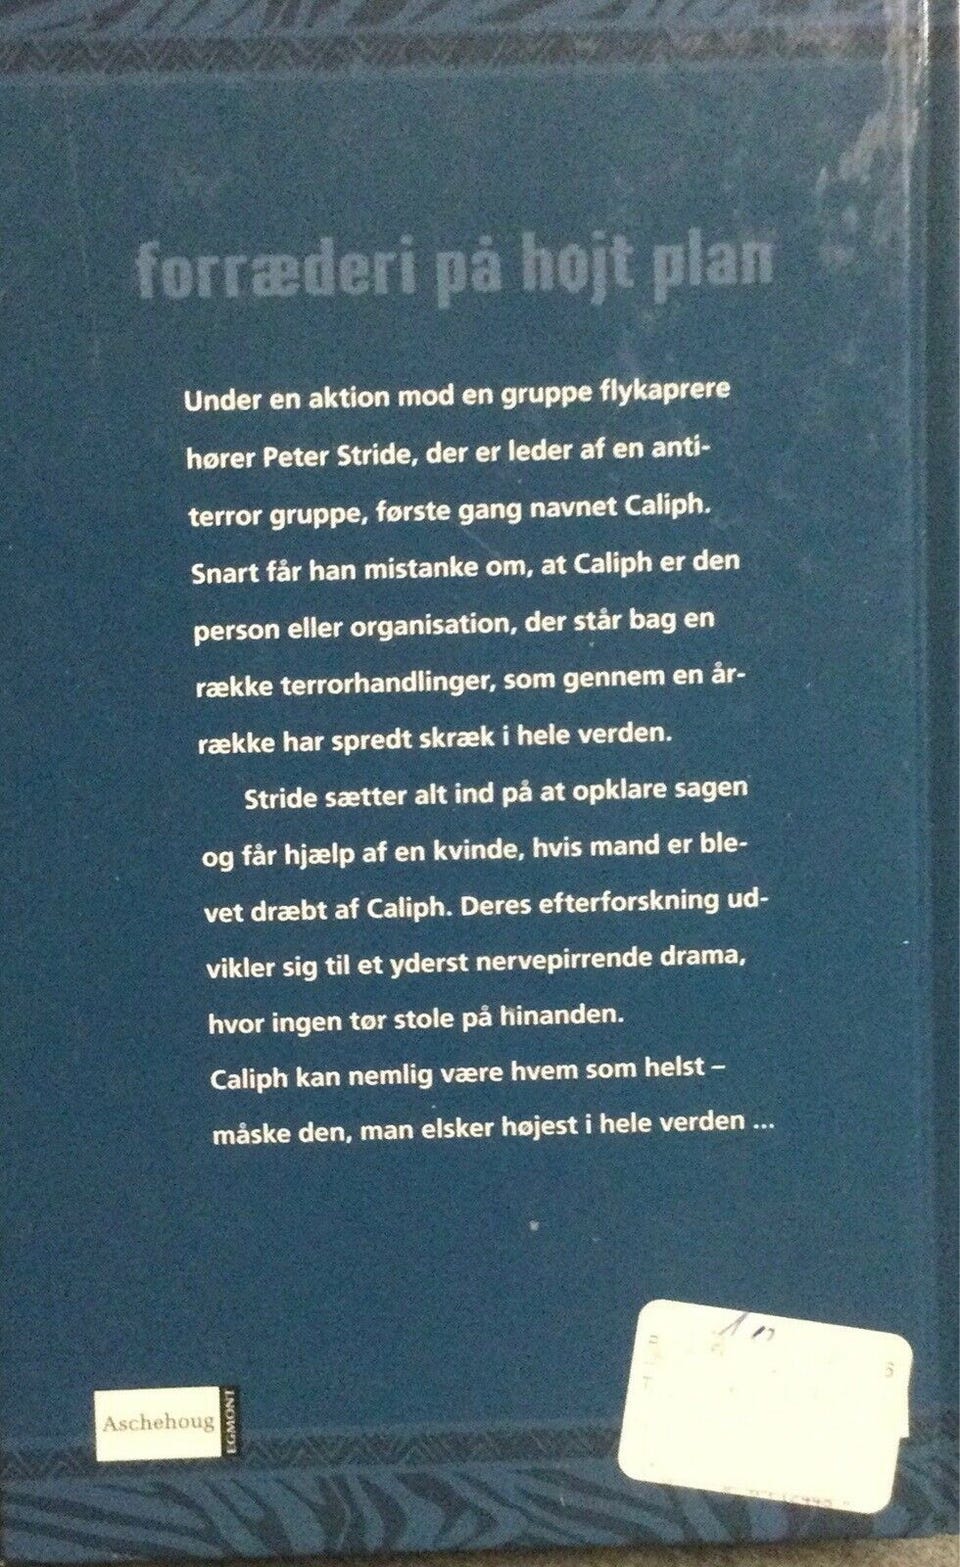 forræderi på højt plan
Under en aktion mod en gruppe flykaprere
hører Peter Stride, der er leder af en anti-
terror gruppe, første gang navnet Caliph.
Snart får han mistanke om, at Caliph er den
person eller organisation, der står bag en
række terrorhandlinger, som gennem en år-
række har spredt skræk i hele verden.
Stride sætter alt ind på at opklare sagen
og får hjælp af en kvinde, hvis mand er ble-
vet dræbt af Caliph. Deres efterforskning ud-
vikler sig til et yderst nervepirrende drama,
hvor ingen tør stole på hinanden.
Caliph kan nemlig være hvem som helst –
måske den, man elsker højest i hele verden ...
Aschehoug
EGMONT